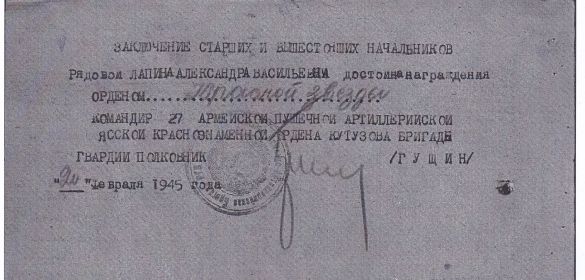 ЗАКЛЮЧЕНИЕ СТАРШИХ И ВЫШЕСТОЯЩИХ НАЧАЛЬНИКОВ
Рядовой ЛАПИНА АЛЕКСАНДРА ВАСИЛЬЕВНА достойна награждения
ОРДЕНОМ....Красной звезды
КОМАНДИР 27 АРМЕЙСКОЙ ПУШЕЧНОЙ АРТИЛЛЕРИЙСКОЙ
ЯССКОЙ КРАСНОЗНАМЕННОЙ ОРДЕНА КУТУЗОВА БРИГАДЫ
ГВАРДИИ ПОЛКОВНИК /ГУЩИН/
"20" февраля 1945 года